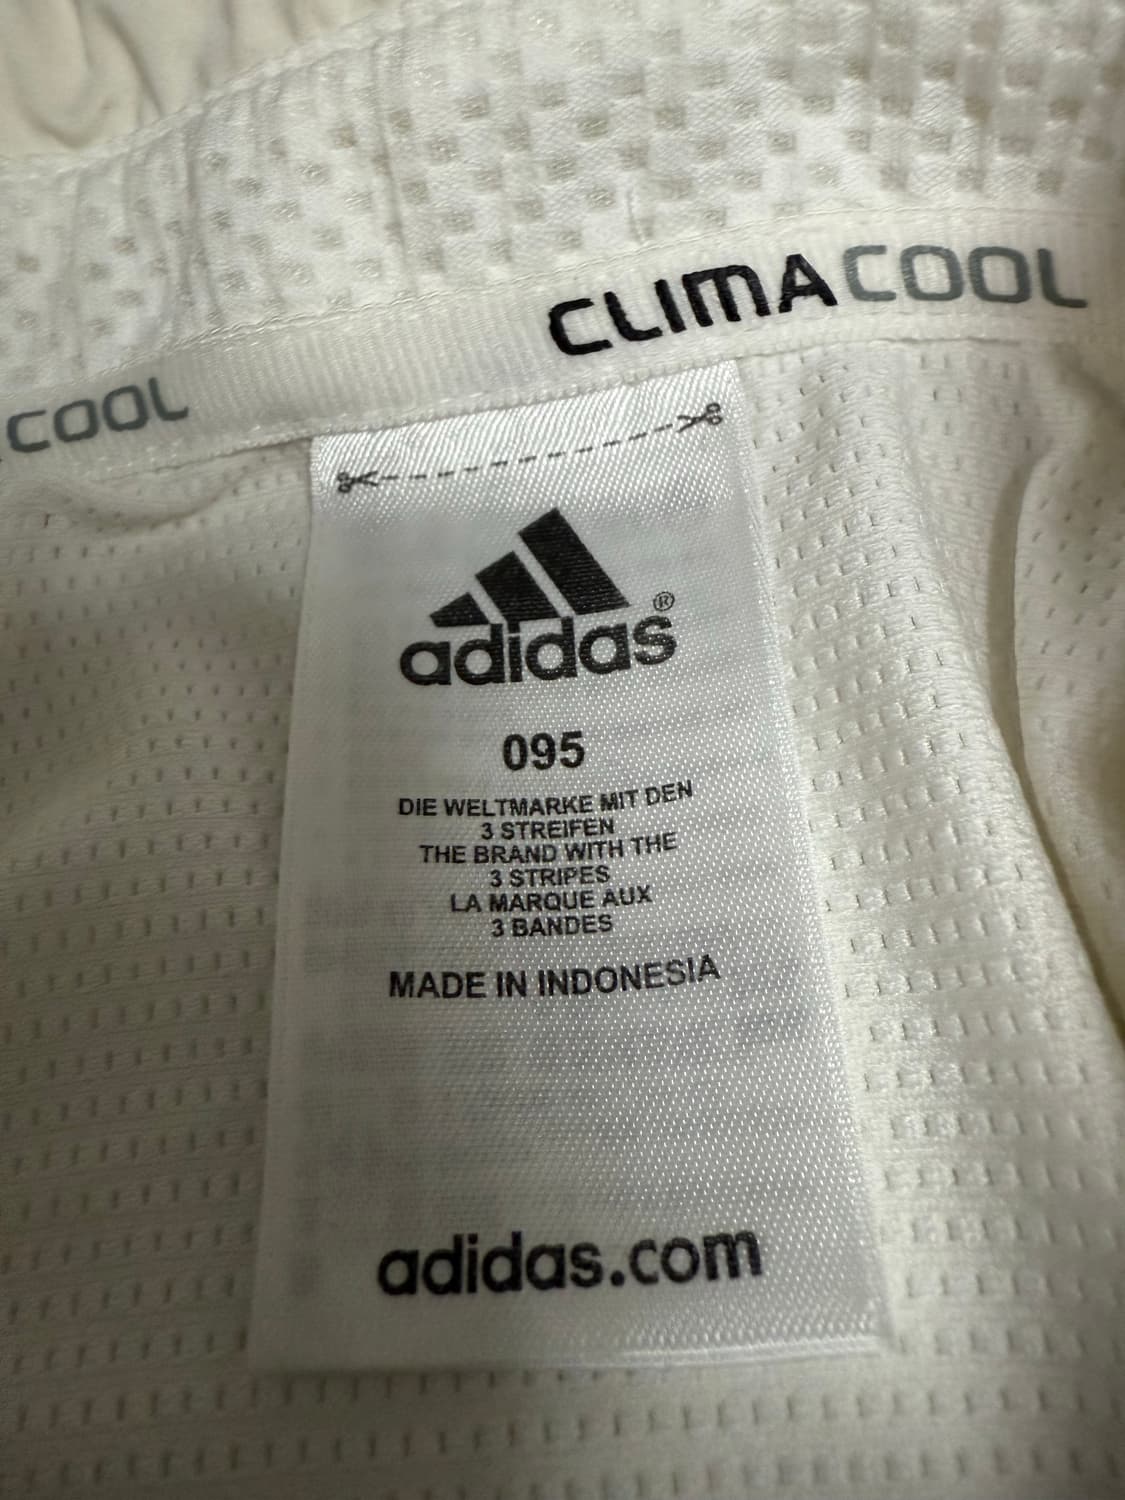 CLIMACOOL
COOL
adidas®
095
DIE WELTMARKE MIT DEN
3 STREIFEN
THE BRAND WITH THE
3 STRIPES
LA MARQUE AUX
3 BANDES
MADE IN INDONESIA
adidas.com